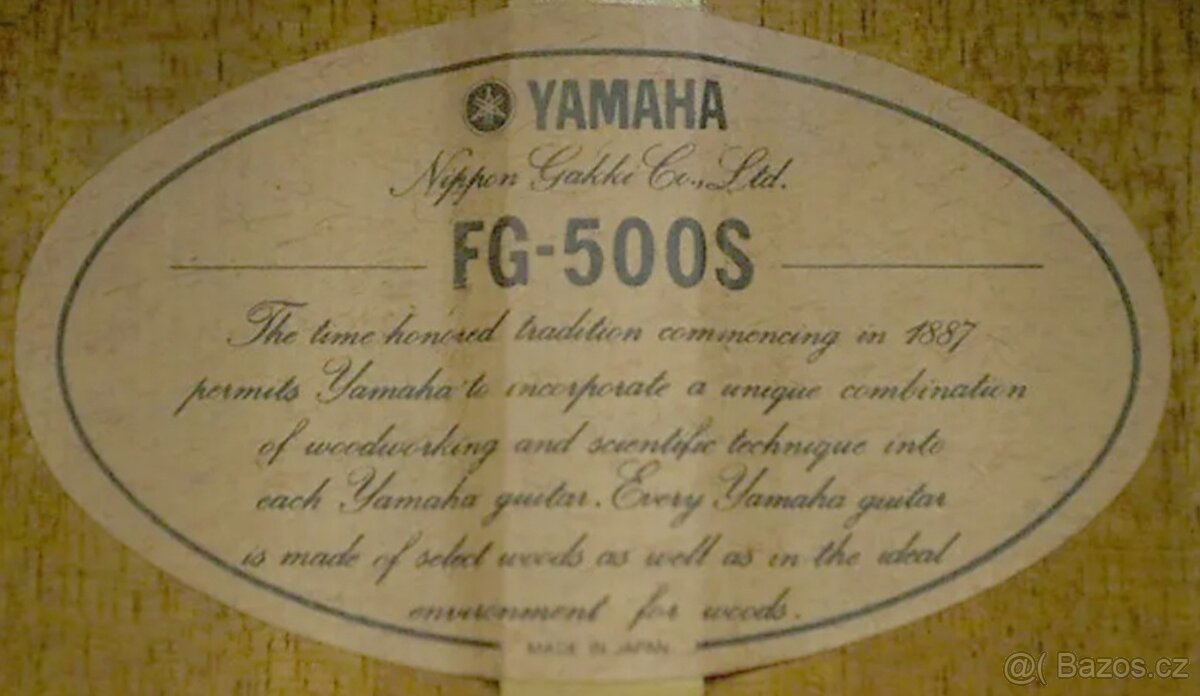 YAMAHA
Nippon Gakki Co., Ltd.
FG-500S
The time honored tradition commencing in 1887
permits Yamaha to incorporate a unique combination
of woodworking and scientific technique into
each Yamaha guitar. Every Yamaha guitar
is made of select woods as well as in the ideal
environment for woods.
MADE IN JAPAN
@( Bazos.cz